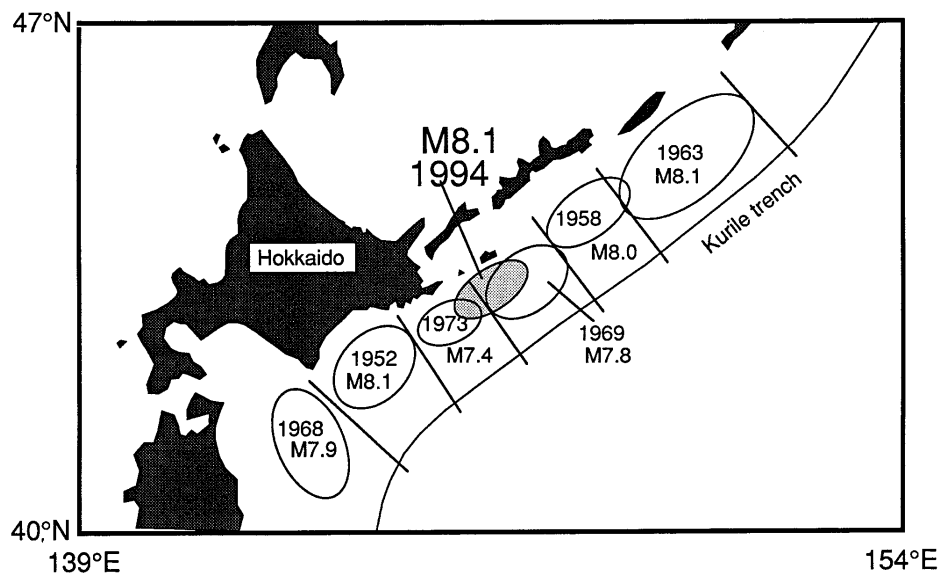 47°N
M8.1
1994
1963
M8.1
Kurile trench
1958
M8.0
Hokkaido
1973
M7.4
1969
M7.8
1952
M8.1
1968
M7.9
40°N
139°E
154°E